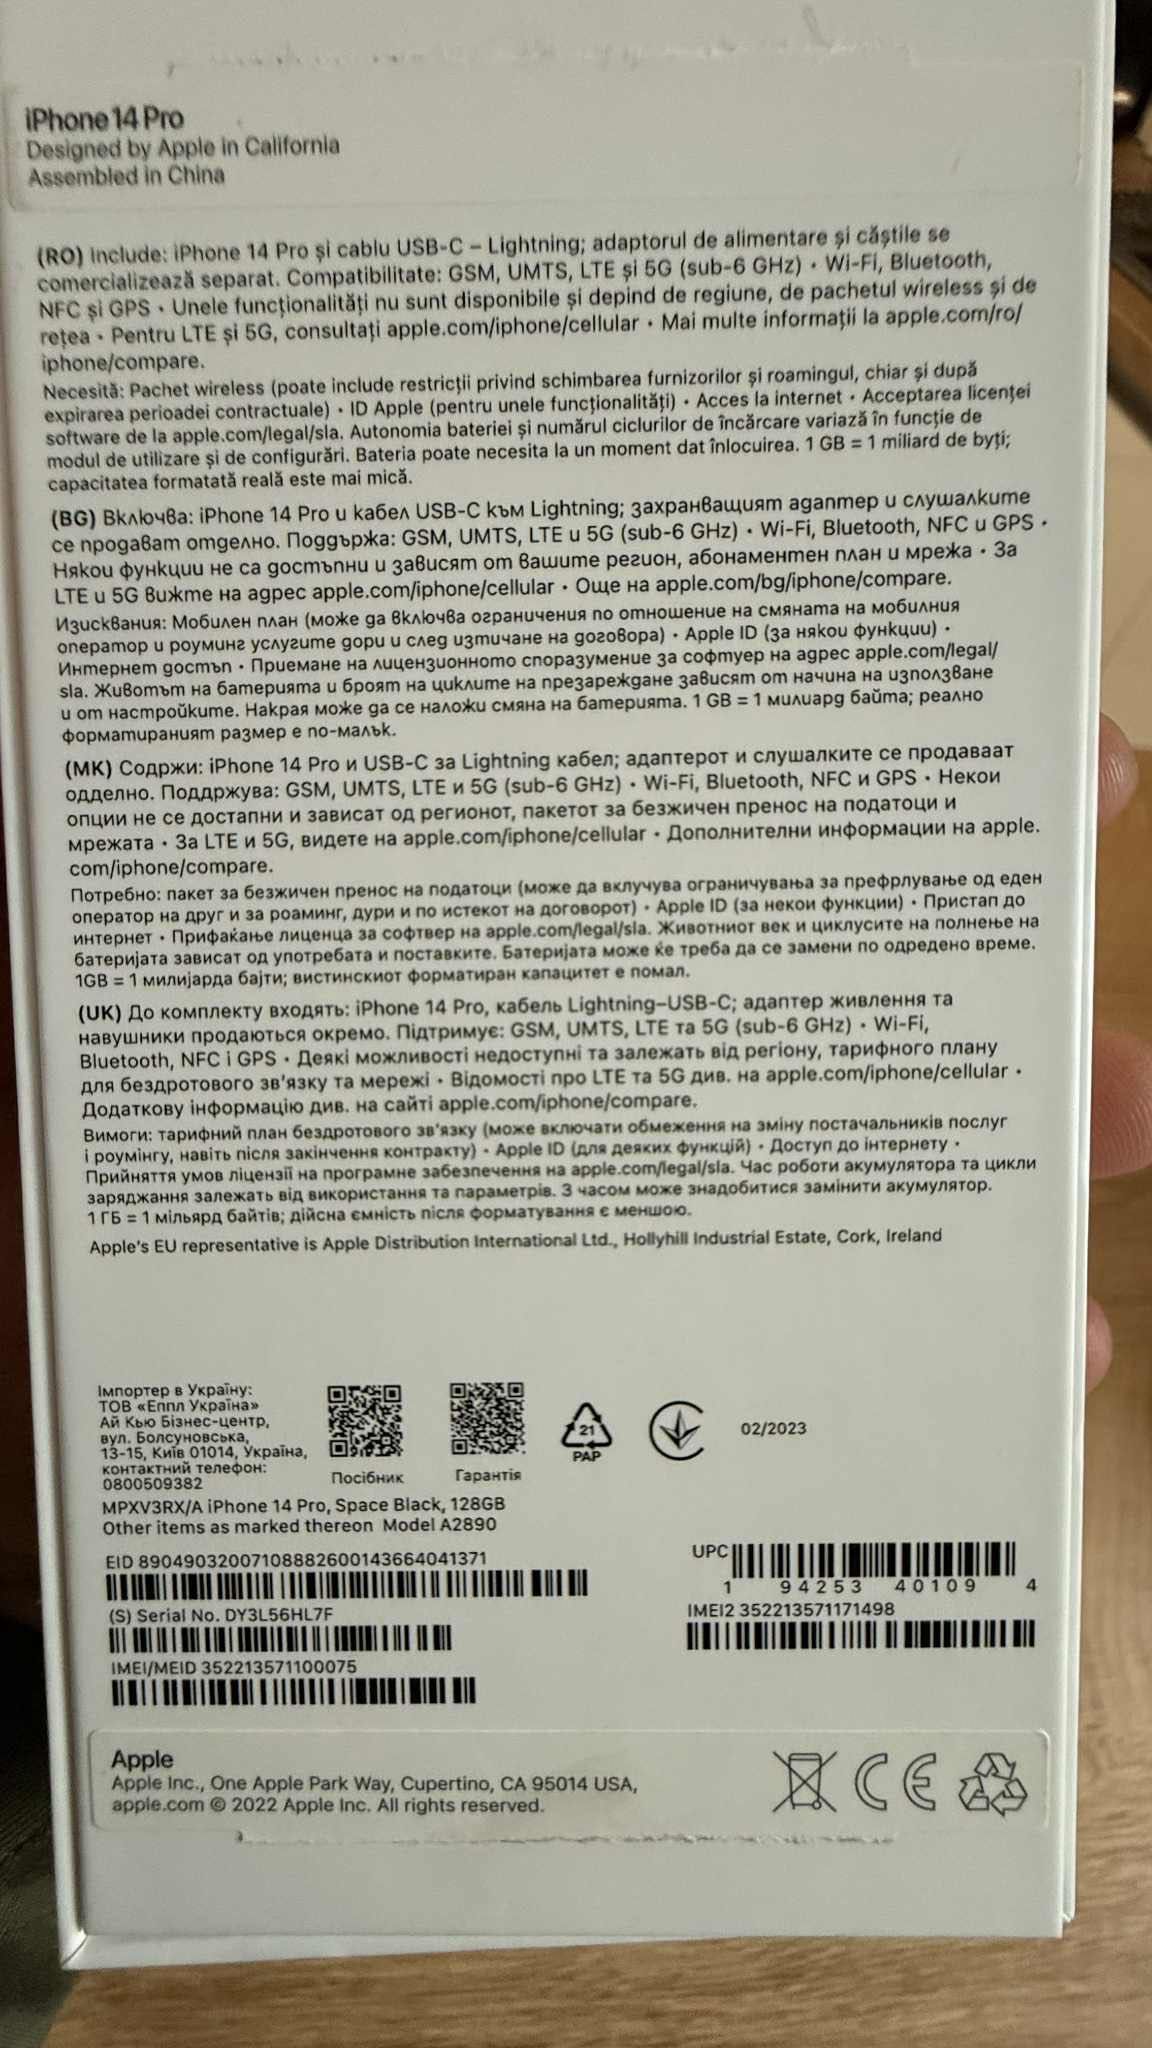 iPhone 14 Pro
Designed by Apple in California
Assembled in China
(RO) Include: iPhone 14 Pro și cablu USB-C – Lightning; adaptorul de alimentare și căștile se
comercializează separat. Compatibilitate: GSM, UMTS, LTE și 5G (sub-6 GHz) • Wi-Fi, Bluetooth,
NFC și GPS • Unele funcționalități nu sunt disponibile și depind de regiune, de pachetul wireless și de
rețea • Pentru LTE și 5G, consultați apple.com/iphone/cellular • Mai multe informații la apple.com/ro/
iphone/compare.
Necesită: Pachet wireless (poate include restricții privind schimbarea furnizorilor și roamingul, chiar și după
expirarea perioadei contractuale) • ID Apple (pentru unele funcționalități) • Acces la internet • Acceptarea licenței
software de la apple.com/legal/sla. Autonomia bateriei și numărul ciclurilor de încărcare variază în funcție de
modul de utilizare și de configurări. Bateria poate necesita la un moment dat înlocuirea. 1 GB = 1 miliard de byți;
capacitatea formatată reală este mai mică.
(BG) Включва: iPhone 14 Pro и кабел USB-C към Lightning; захранващият адаптер и слушалките
се продават отделно. Поддържа: GSM, UMTS, LTE и 5G (sub-6 GHz) • Wi-Fi, Bluetooth, NFC и GPS •
Някои функции не са достъпни и зависят от вашите регион, абонаментен план и мрежа • За
LTE и 5G вижте на адрес apple.com/iphone/cellular • Още на apple.com/bg/iphone/compare.
Изисквания: Мобилен план (може да включва ограничения по отношение на смяната на мобилния
оператор и роуминг услугите дори и след изтичане на договора) • Apple ID (за някои функции) •
Интернет достъп • Приемане на лицензионното споразумение за софтуер на адрес apple.com/legal/
sla. Животът на батерията и броят на циклите на презареждане зависят от начина на използване
и от настройките. Накрая може да се наложи смяна на батерията. 1 GB = 1 милиард байта; реално
форматираният размер е по-малък.
(MK) Содржи: iPhone 14 Pro и USB-C за Lightning кабел; адаптерот и слушалките се продаваат
одделно. Поддржува: GSM, UMTS, LTE и 5G (sub-6 GHz) • Wi-Fi, Bluetooth, NFC и GPS • Некои
опции не се достапни и зависат од регионот, пакетот за безжичен пренос на податоци и
мрежата • За LTE и 5G, видете на apple.com/iphone/cellular • Дополнителни информации на apple.
com/iphone/compare.
Потребно: пакет за безжичен пренос на податоци (може да вклучува ограничувања за префрлување од еден
оператор на друг и за роаминг, дури и по истекот на договорот) • Apple ID (за некои функции) • Пристап до
интернет • Прифаќање лиценца за софтвер на apple.com/legal/sla. Животниот век и циклусите на полнење на
батеријата зависат од употребата и поставките. Батеријата може ќе треба да се замени по одредено време.
1GB = 1 милијарда бајти; вистинскиот форматиран капацитет е помал.
(UK) До комплекту входять: iPhone 14 Pro, кабель Lightning–USB-C; адаптер живлення та
навушники продаються окремо. Підтримує: GSM, UMTS, LTE та 5G (sub-6 GHz) • Wi-Fi,
Bluetooth, NFC і GPS • Деякі можливості недоступні та залежать від регіону, тарифного плану
для бездротового зв'язку та мережі • Відомості про LTE та 5G див. на apple.com/iphone/cellular •
Додаткову інформацію див. на сайті apple.com/iphone/compare.
Вимоги: тарифний план бездротового зв'язку (може включати обмеження на зміну постачальників послуг
і роумінгу, навіть після закінчення контракту) • Apple ID (для деяких функцій) • Доступ до інтернету •
Прийняття умов ліцензії на програмне забезпечення на apple.com/legal/sla. Час роботи акумулятора та цикли
заряджання залежать від використання та параметрів. З часом може знадобитися замінити акумулятор.
1 ГБ = 1 мільярд байтів; дійсна ємність після форматування є меншою.
Apple's EU representative is Apple Distribution International Ltd., Hollyhill Industrial Estate, Cork, Ireland
Імпортер в Україну:
ТОВ «Еппл Україна»
Ай Кью Бізнес-центр,
вул. Болсуновська,
13-15, Київ 01014, Україна,
контактний телефон:
0800509382
Посібник
Гарантія
21
PAP
02/2023
MPXV3RX/A iPhone 14 Pro, Space Black, 128GB
Other items as marked thereon Model A2890
EID 89049032007108882600143664041371
UPC
1 94253 40109 4
(S) Serial No. DY3L56HL7F
IMEI2 352213571171498
IMEI/MEID 352213571100075
Apple
Apple Inc., One Apple Park Way, Cupertino, CA 95014 USA,
apple.com © 2022 Apple Inc. All rights reserved.
CE